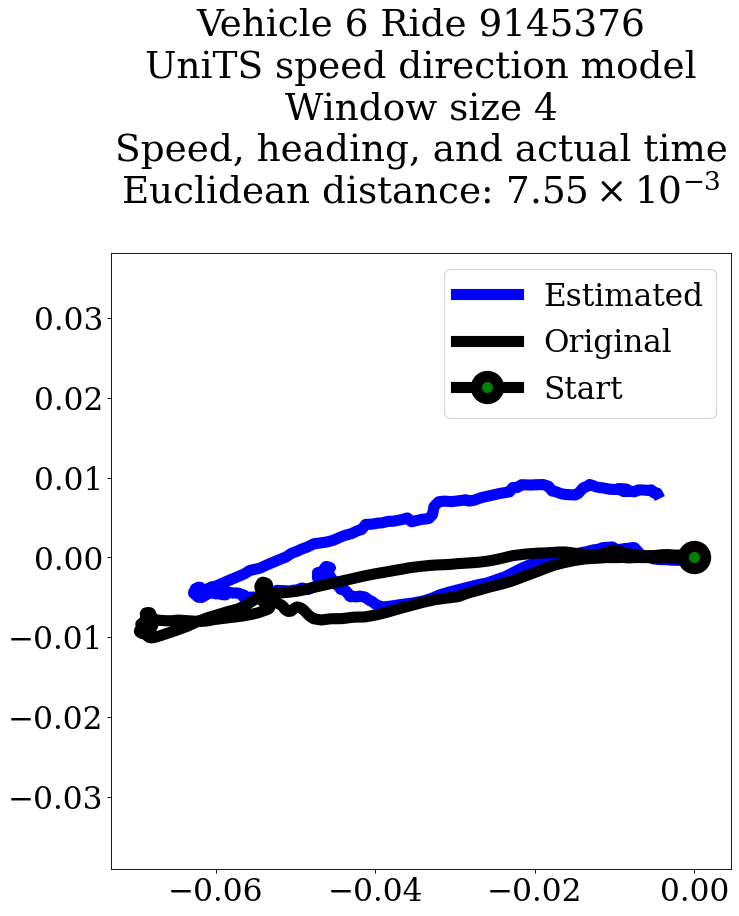 Vehicle 6 Ride 9145376
UniTS speed direction model
Window size 4
Speed, heading, and actual time
Euclidean distance: 7.55 × 10⁻³
Estimated
Original
Start
0.03
0.02
0.01
0.00
−0.01
−0.02
−0.03
−0.06
−0.04
−0.02
0.00